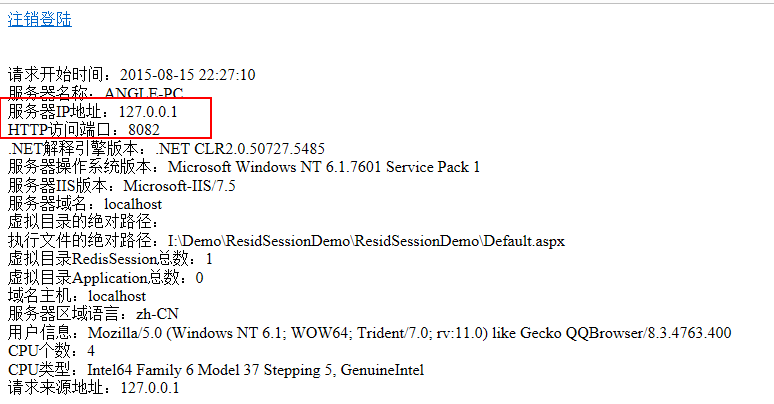 注销登陆
请求开始时间：2015-08-15 22:27:10
服务器名称：ANGLE-PC
服务器IP地址：127.0.0.1
HTTP访问端口：8082
.NET解释引擎版本：.NET CLR2.0.50727.5485
服务器操作系统版本：Microsoft Windows NT 6.1.7601 Service Pack 1
服务器IIS版本：Microsoft-IIS/7.5
服务器域名：localhost
虚拟目录的绝对路径：
执行文件的绝对路径：I:\Demo\ResidSessionDemo\ResidSessionDemo\Default.aspx
虚拟目录RedisSession总数：1
虚拟目录Application总数：0
域名主机：localhost
服务器区域语言：zh-CN
用户信息：Mozilla/5.0 (Windows NT 6.1; WOW64; Trident/7.0; rv:11.0) like Gecko QQBrowser/8.3.4763.400
CPU个数：4
CPU类型：Intel64 Family 6 Model 37 Stepping 5, GenuineIntel
请求来源地址：127.0.0.1